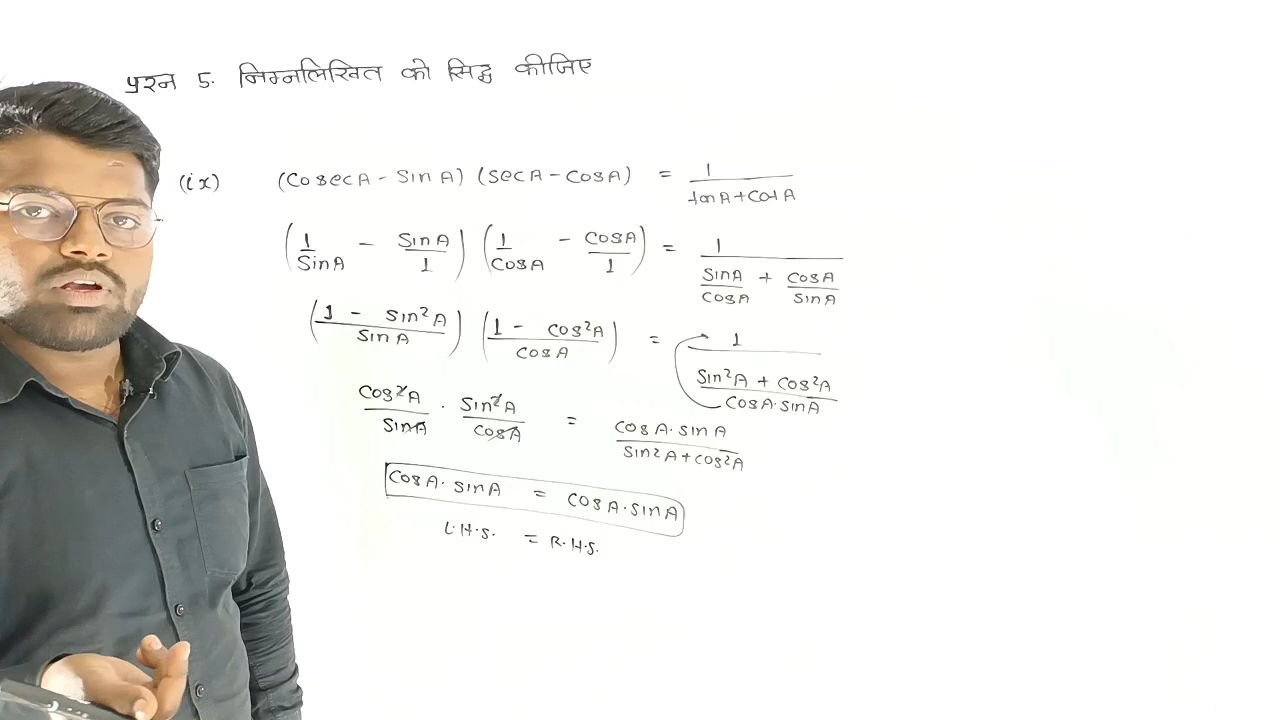 प्रश्न 5. निम्नलिखित को सिद्ध कीजिए
(ix) (CosecA - SinA) (secA - CosA) = 1/(tanA + CotA)
(1/SinA - SinA/1) (1/CosA - CosA/1) = 1/(SinA/CosA + CosA/SinA)
((1 - Sin²A)/SinA) ((1 - Cos²A)/CosA) = 1/((Sin²A + Cos²A)/(CosA·SinA))
Cos²A/SinA · Sin²A/CosA = (CosA·SinA)/(Sin2A + Cos2A)
CosA·SinA = CosA·SinA
L.H.S. = R.H.S.